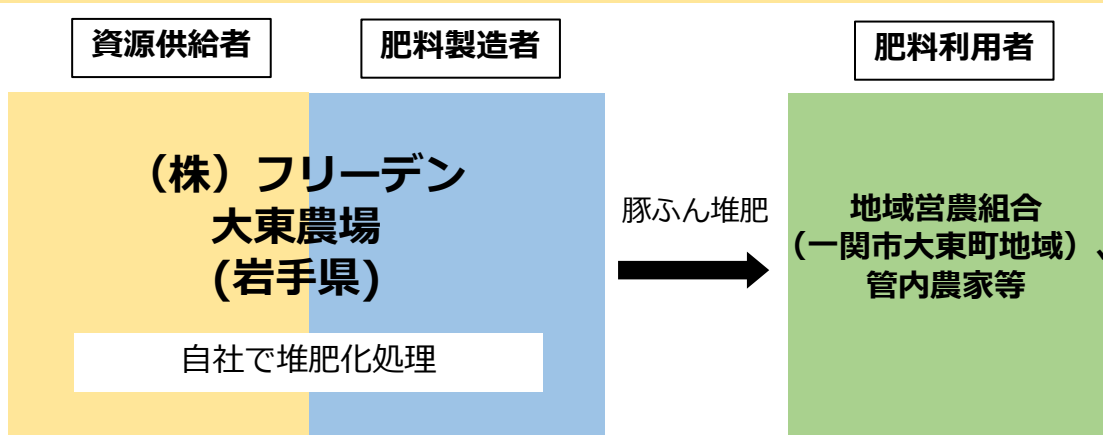 資源供給者
肥料製造者
肥料利用者
（株）フリーデン
大東農場
(岩手県)
自社で堆肥化処理
豚ふん堆肥
地域営農組合
（一関市大東町地域）、
管内農家等